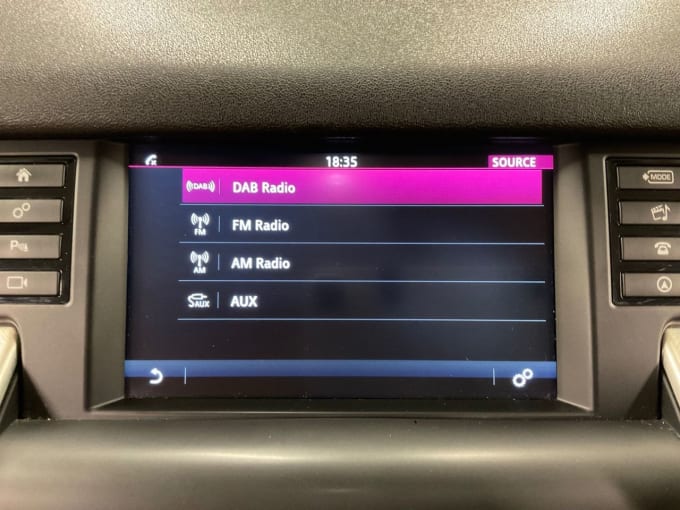 18:35
SOURCE
DAB
DAB Radio
FM
FM Radio
AM
AM Radio
AUX
AUX
MODE
P